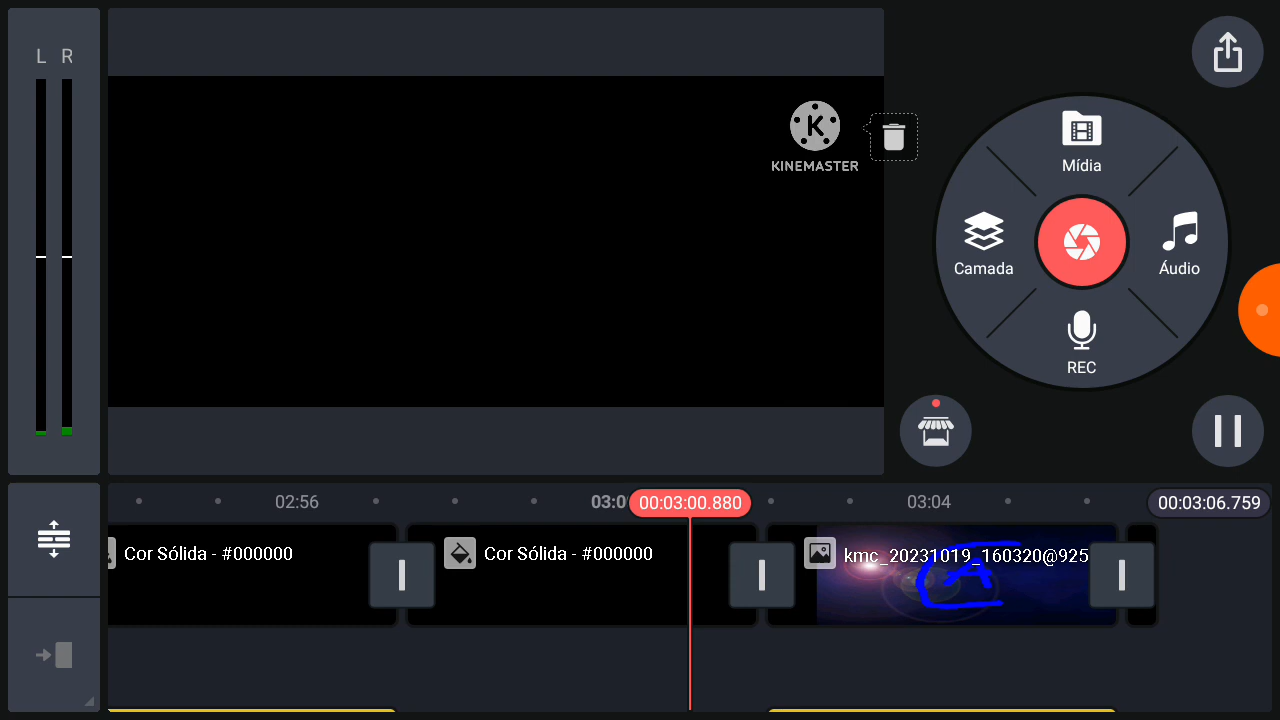 L R
K
KINEMASTER
Mídia
Camada
Áudio
REC
02:56
03:0
00:03:00.880
03:04
00:03:06.759
Cor Sólida - #000000
Cor Sólida - #000000
kmc_20231019_160320@925
A